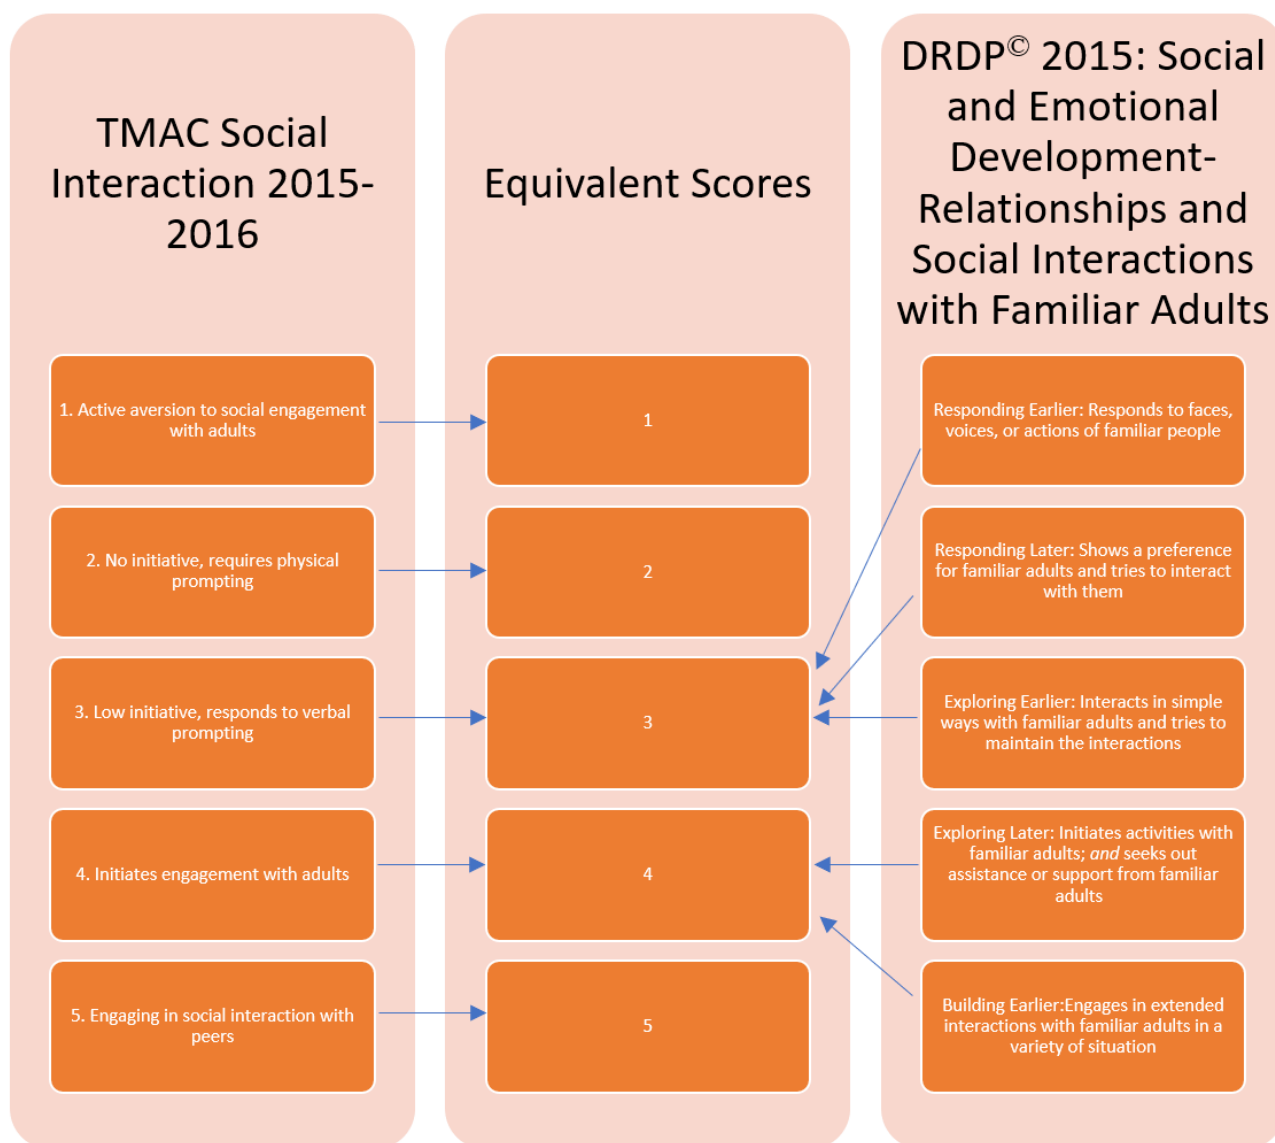 TMAC Social
Interaction 2015-
2016
1. Active aversion to social engagement
with adults
2. No initiative, requires physical
prompting
3. Low initiative, responds to verbal
prompting
4. Initiates engagement with adults
5. Engaging in social interaction with
peers
Equivalent Scores
1
2
3
4
5
DRDP© 2015: Social
and Emotional
Development-
Relationships and
Social Interactions
with Familiar Adults
Responding Earlier: Responds to faces,
voices, or actions of familiar people
Responding Later: Shows a preference
for familiar adults and tries to interact
with them
Exploring Earlier: Interacts in simple
ways with familiar adults and tries to
maintain the interactions
Exploring Later: Initiates activities with
familiar adults; and seeks out
assistance or support from familiar
adults
Building Earlier:Engages in extended
interactions with familiar adults in a
variety of situation